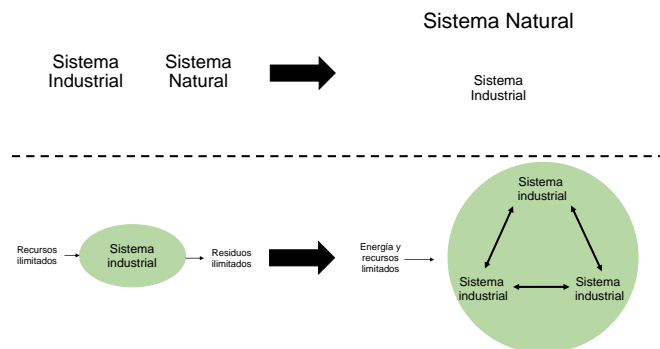 Sistema Natural
Sistema
Industrial
Sistema
Natural
Sistema
Industrial
Sistema
industrial
Recursos
ilimitados
Sistema
industrial
Residuos
ilimitados
Energía y
recursos
limitados
Sistema
industrial
Sistema
industrial